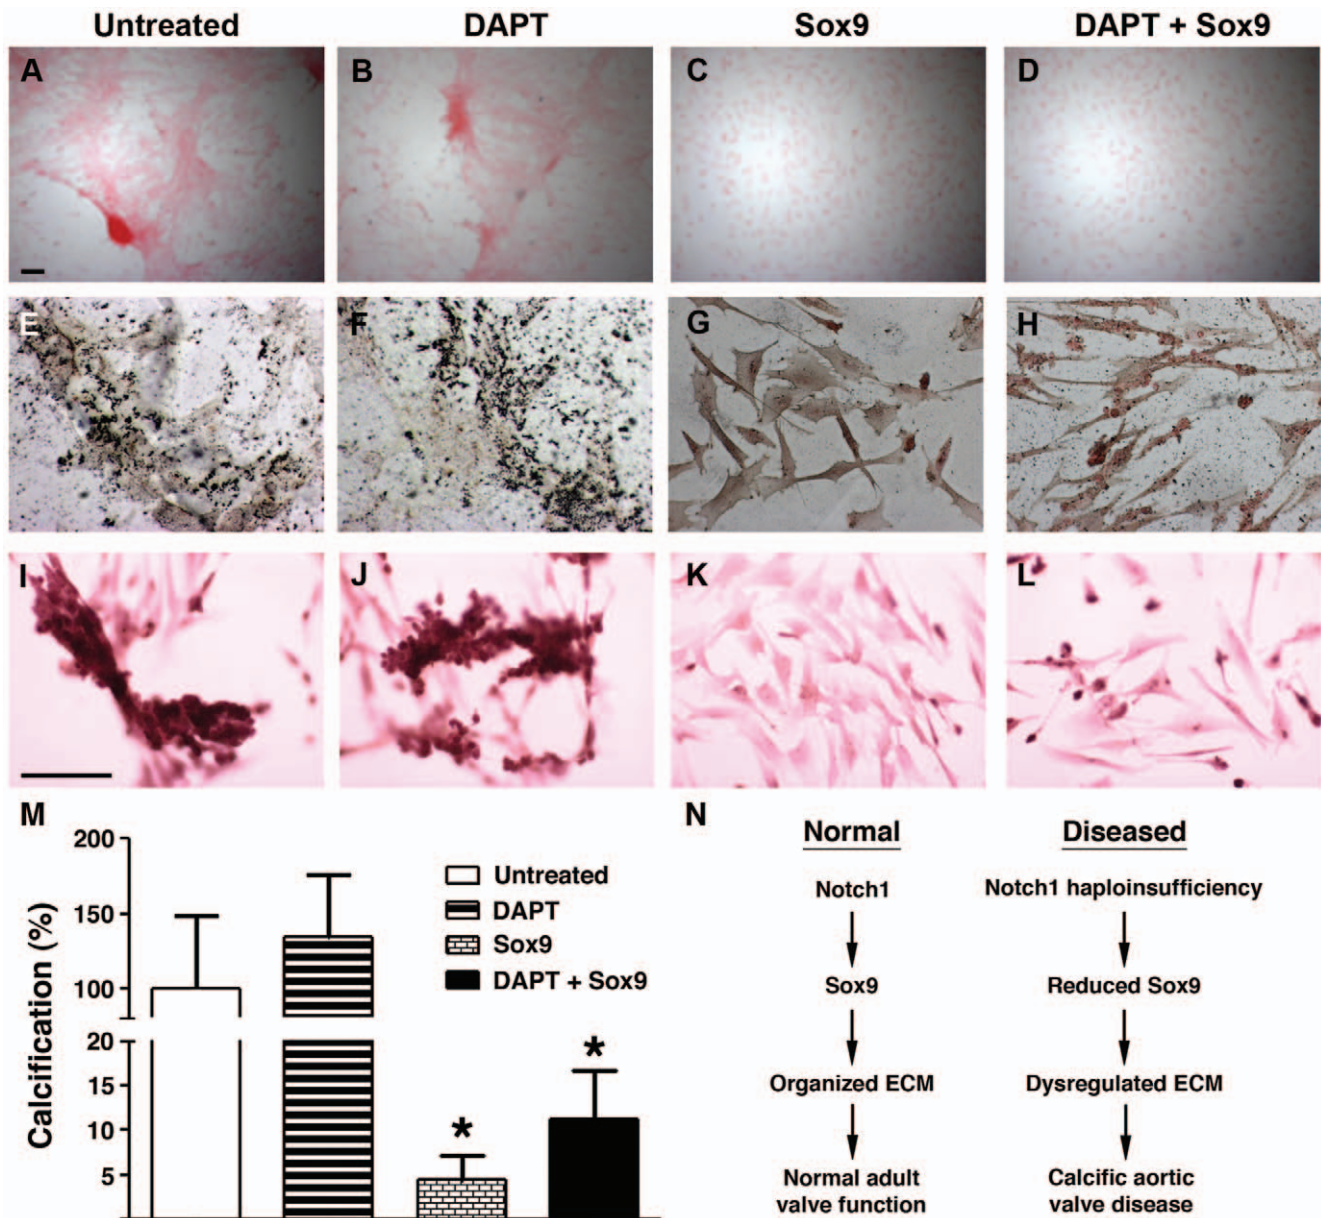 Untreated DAPT Sox9 DAPT + Sox9
A B C D
E F G H
I J K L
M
200
150
100
20
15
10
5
Calcification (%)
Untreated
DAPT
Sox9
DAPT + Sox9
*
*
N
Normal Diseased
Notch1 Notch1 haploinsufficiency
Sox9 Reduced Sox9
Organized ECM Dysregulated ECM
Normal adult Calcific aortic
valve function valve disease